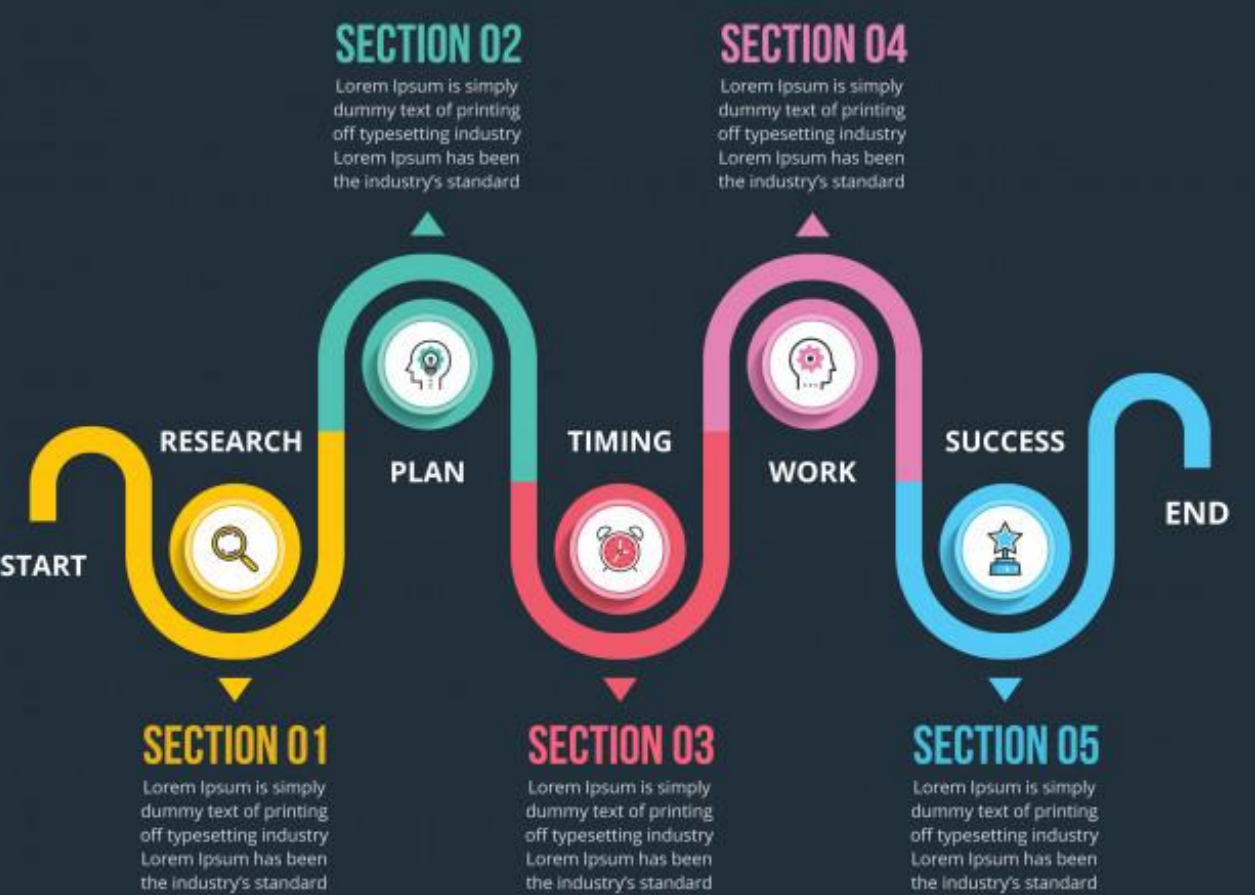 SECTION 02
Lorem Ipsum is simply
dummy text of printing
off typesetting industry
Lorem Ipsum has been
the industry's standard
SECTION 04
Lorem Ipsum is simply
dummy text of printing
off typesetting industry
Lorem Ipsum has been
the industry's standard
START
RESEARCH
PLAN
TIMING
WORK
SUCCESS
END
SECTION 01
Lorem Ipsum is simply
dummy text of printing
off typesetting industry
Lorem Ipsum has been
the industry's standard
SECTION 03
Lorem Ipsum is simply
dummy text of printing
off typesetting industry
Lorem Ipsum has been
the industry's standard
SECTION 05
Lorem Ipsum is simply
dummy text of printing
off typesetting industry
Lorem Ipsum has been
the industry's standard